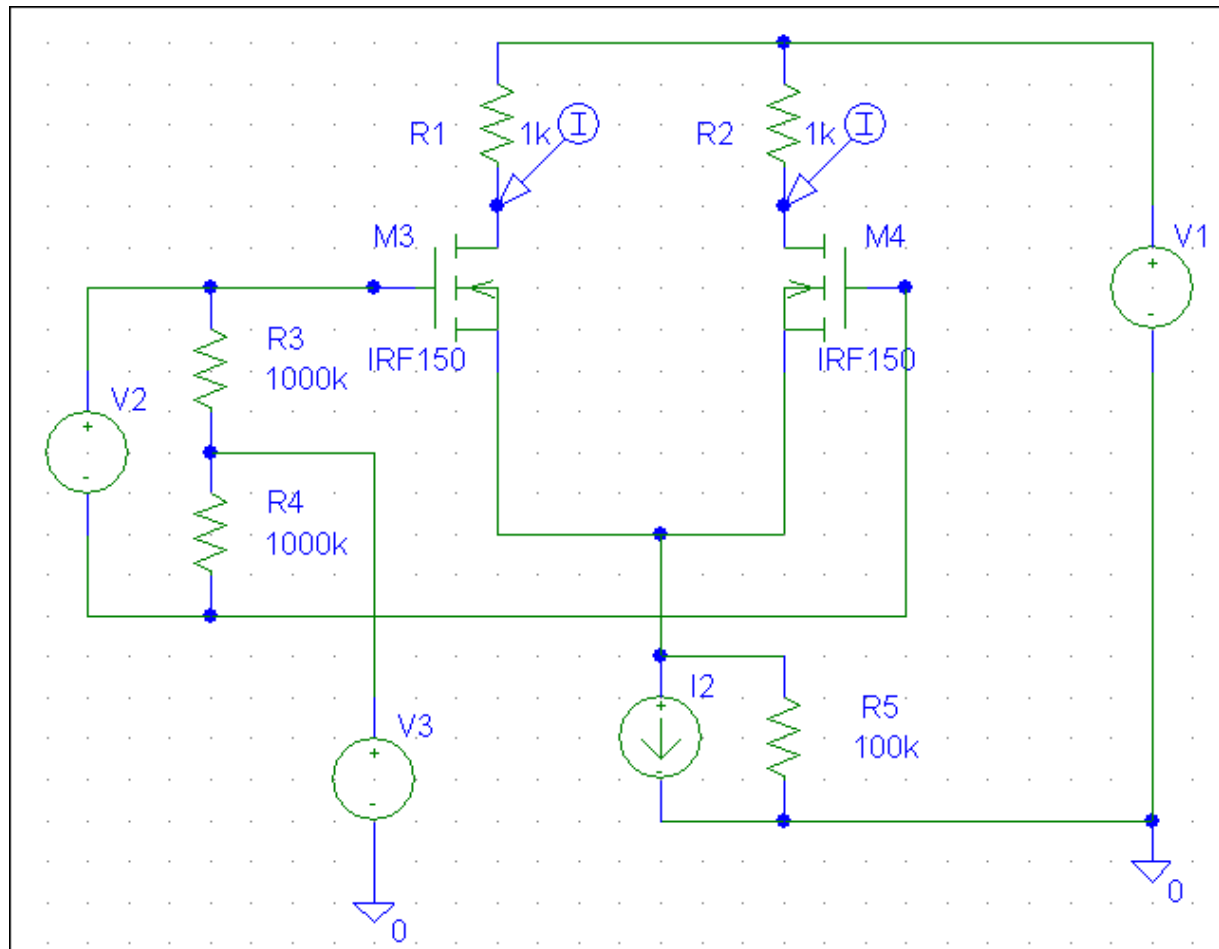 R1
1k
I
R2
1k
I
M3
M4
V1
+
-
R3
1000k
IRF150
IRF150
V2
+
-
R4
1000k
I2
+
-
R5
100k
V3
+
-
0
0